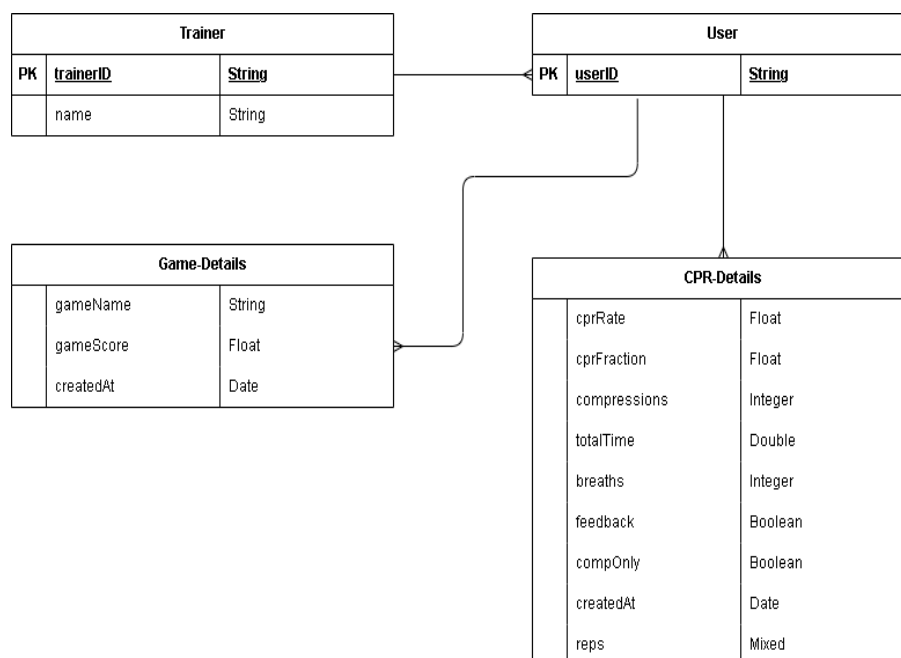 Trainer
PK trainerID String
name String
User
PK userID String
Game-Details
gameName String
gameScore Float
createdAt Date
CPR-Details
cprRate Float
cprFraction Float
compressions Integer
totalTime Double
breaths Integer
feedback Boolean
compOnly Boolean
createdAt Date
reps Mixed